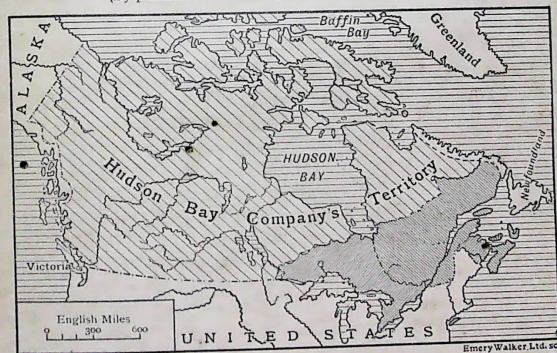 Baffin
Bay
Greenland
ALASKA
HUDSON
BAY
Newfoundland
Hudson Bay Company's Territory
Victoria
English Miles
0 300 600
UNITED STATES
Emery Walker Ltd. sc.